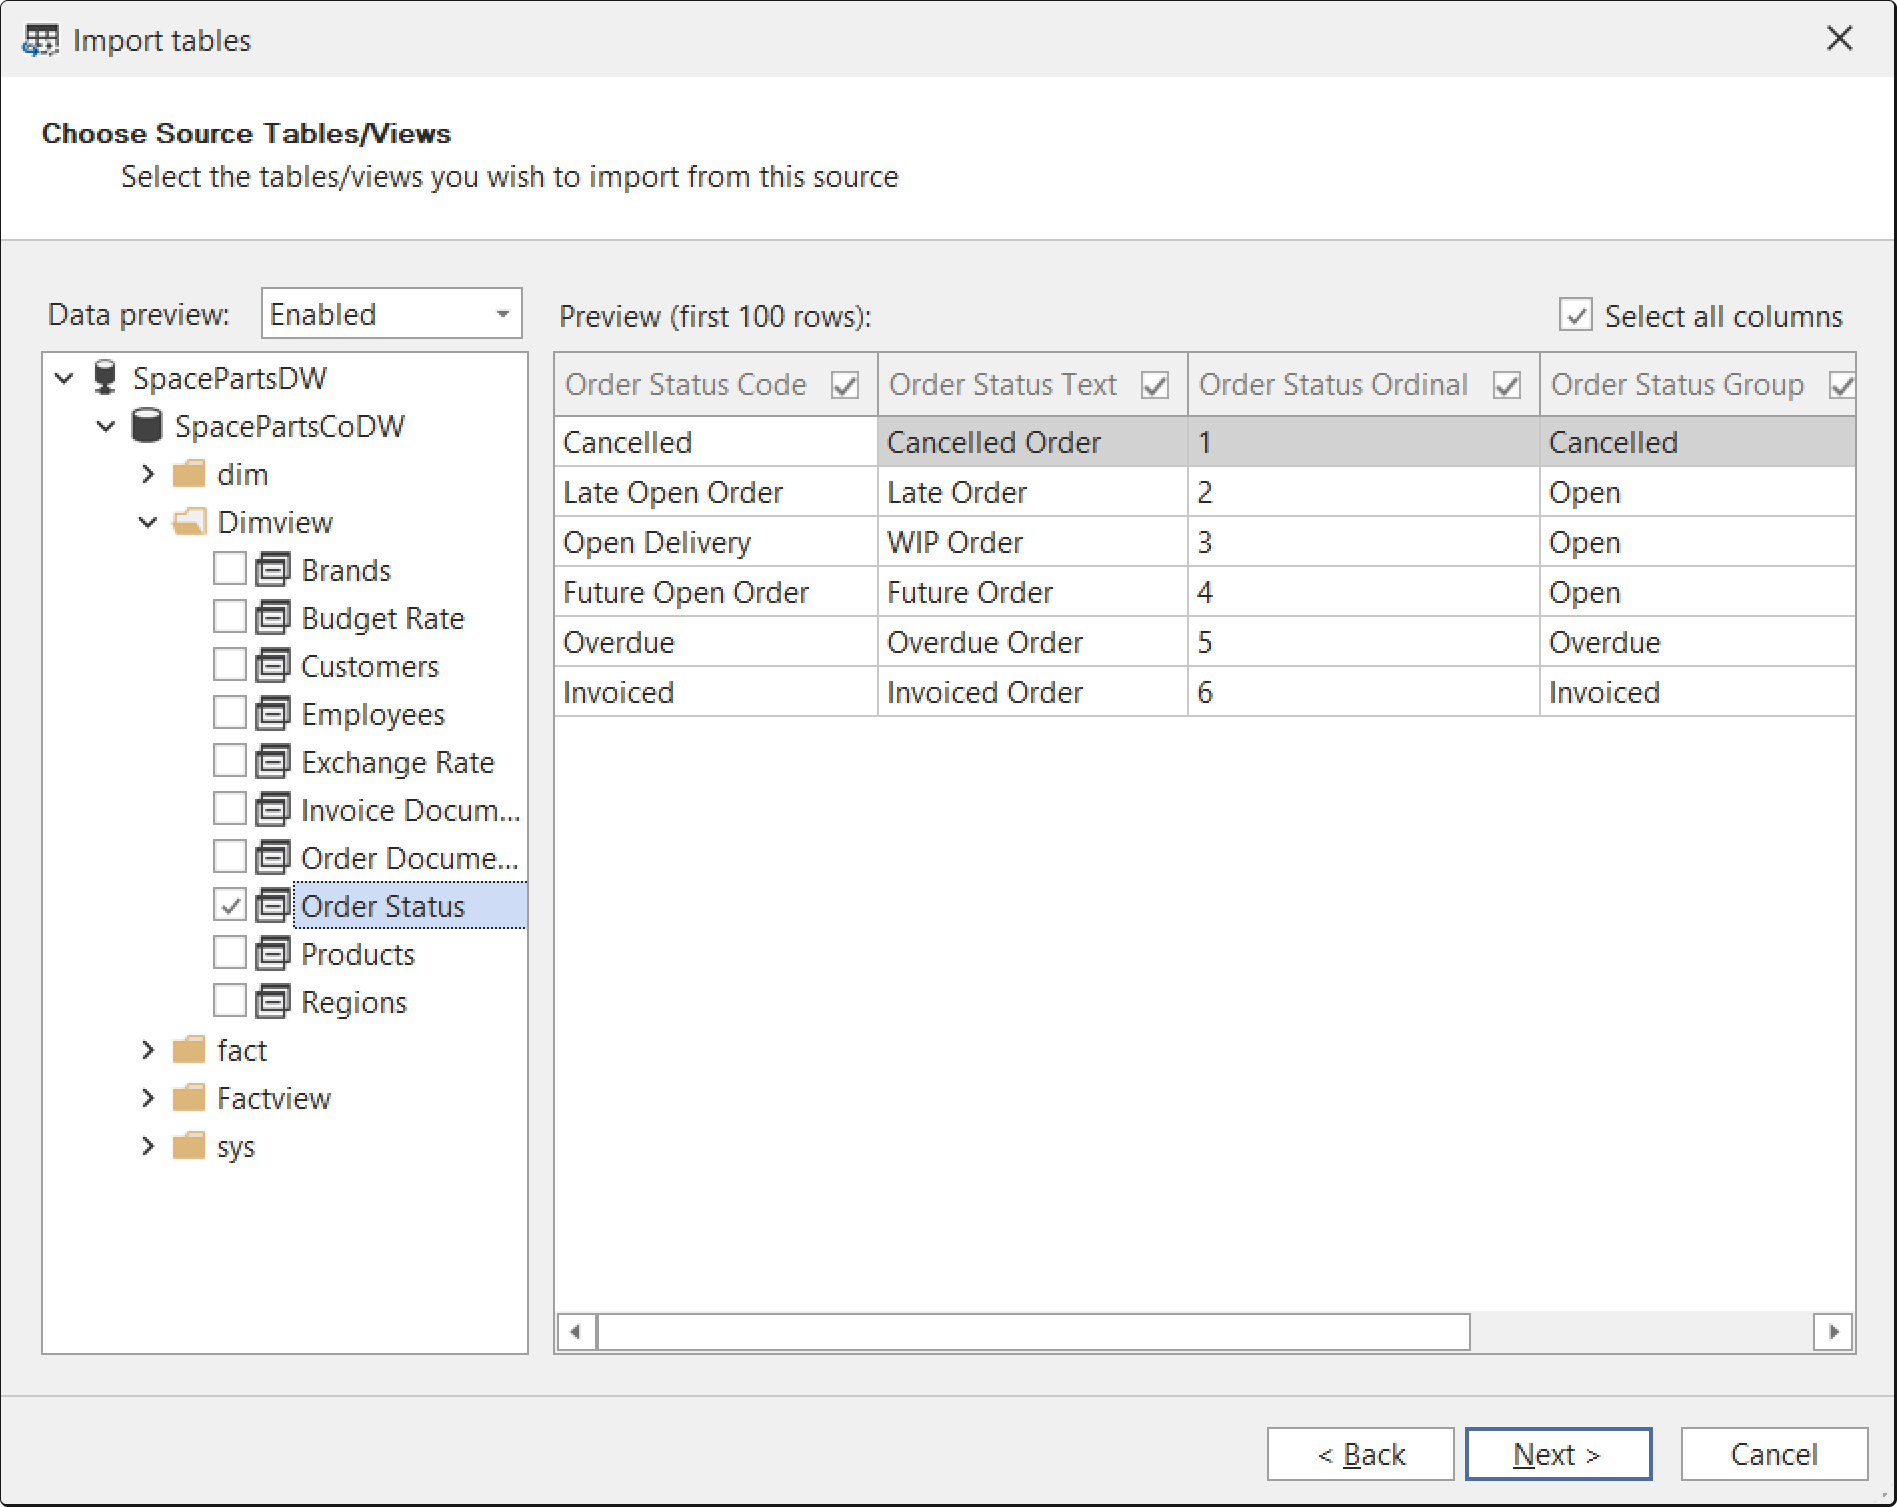 Import tables
Choose Source Tables/Views
Select the tables/views you wish to import from this source
Data preview: Enabled
Preview (first 100 rows):
Select all columns
SpacePartsDW
SpacePartsCoDW
dim
Dimview
Brands
Budget Rate
Customers
Employees
Exchange Rate
Invoice Docum...
Order Docume...
Order Status
Products
Regions
fact
Factview
sys
Order Status Code Order Status Text Order Status Ordinal Order Status Group
Cancelled Cancelled Order 1 Cancelled
Late Open Order Late Order 2 Open
Open Delivery WIP Order 3 Open
Future Open Order Future Order 4 Open
Overdue Overdue Order 5 Overdue
Invoiced Invoiced Order 6 Invoiced
< Back Next > Cancel